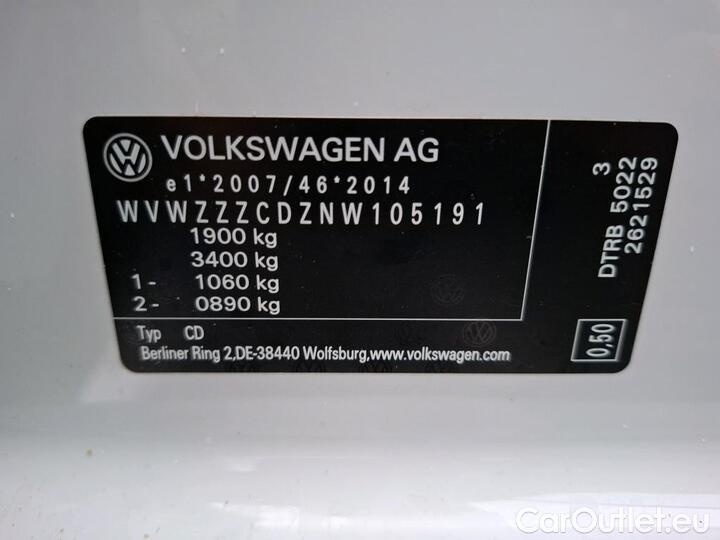 VOLKSWAGEN AG
e1*2007/46*2014
WVWZZZCDZNW105191
1900 kg
3400 kg
1- 1060 kg
2- 0890 kg
Typ CD
Berliner Ring 2,DE-38440 Wolfsburg,www.volkswagen.com
3
DTRB 5022
2621529
0,50
CarOutlet.eu